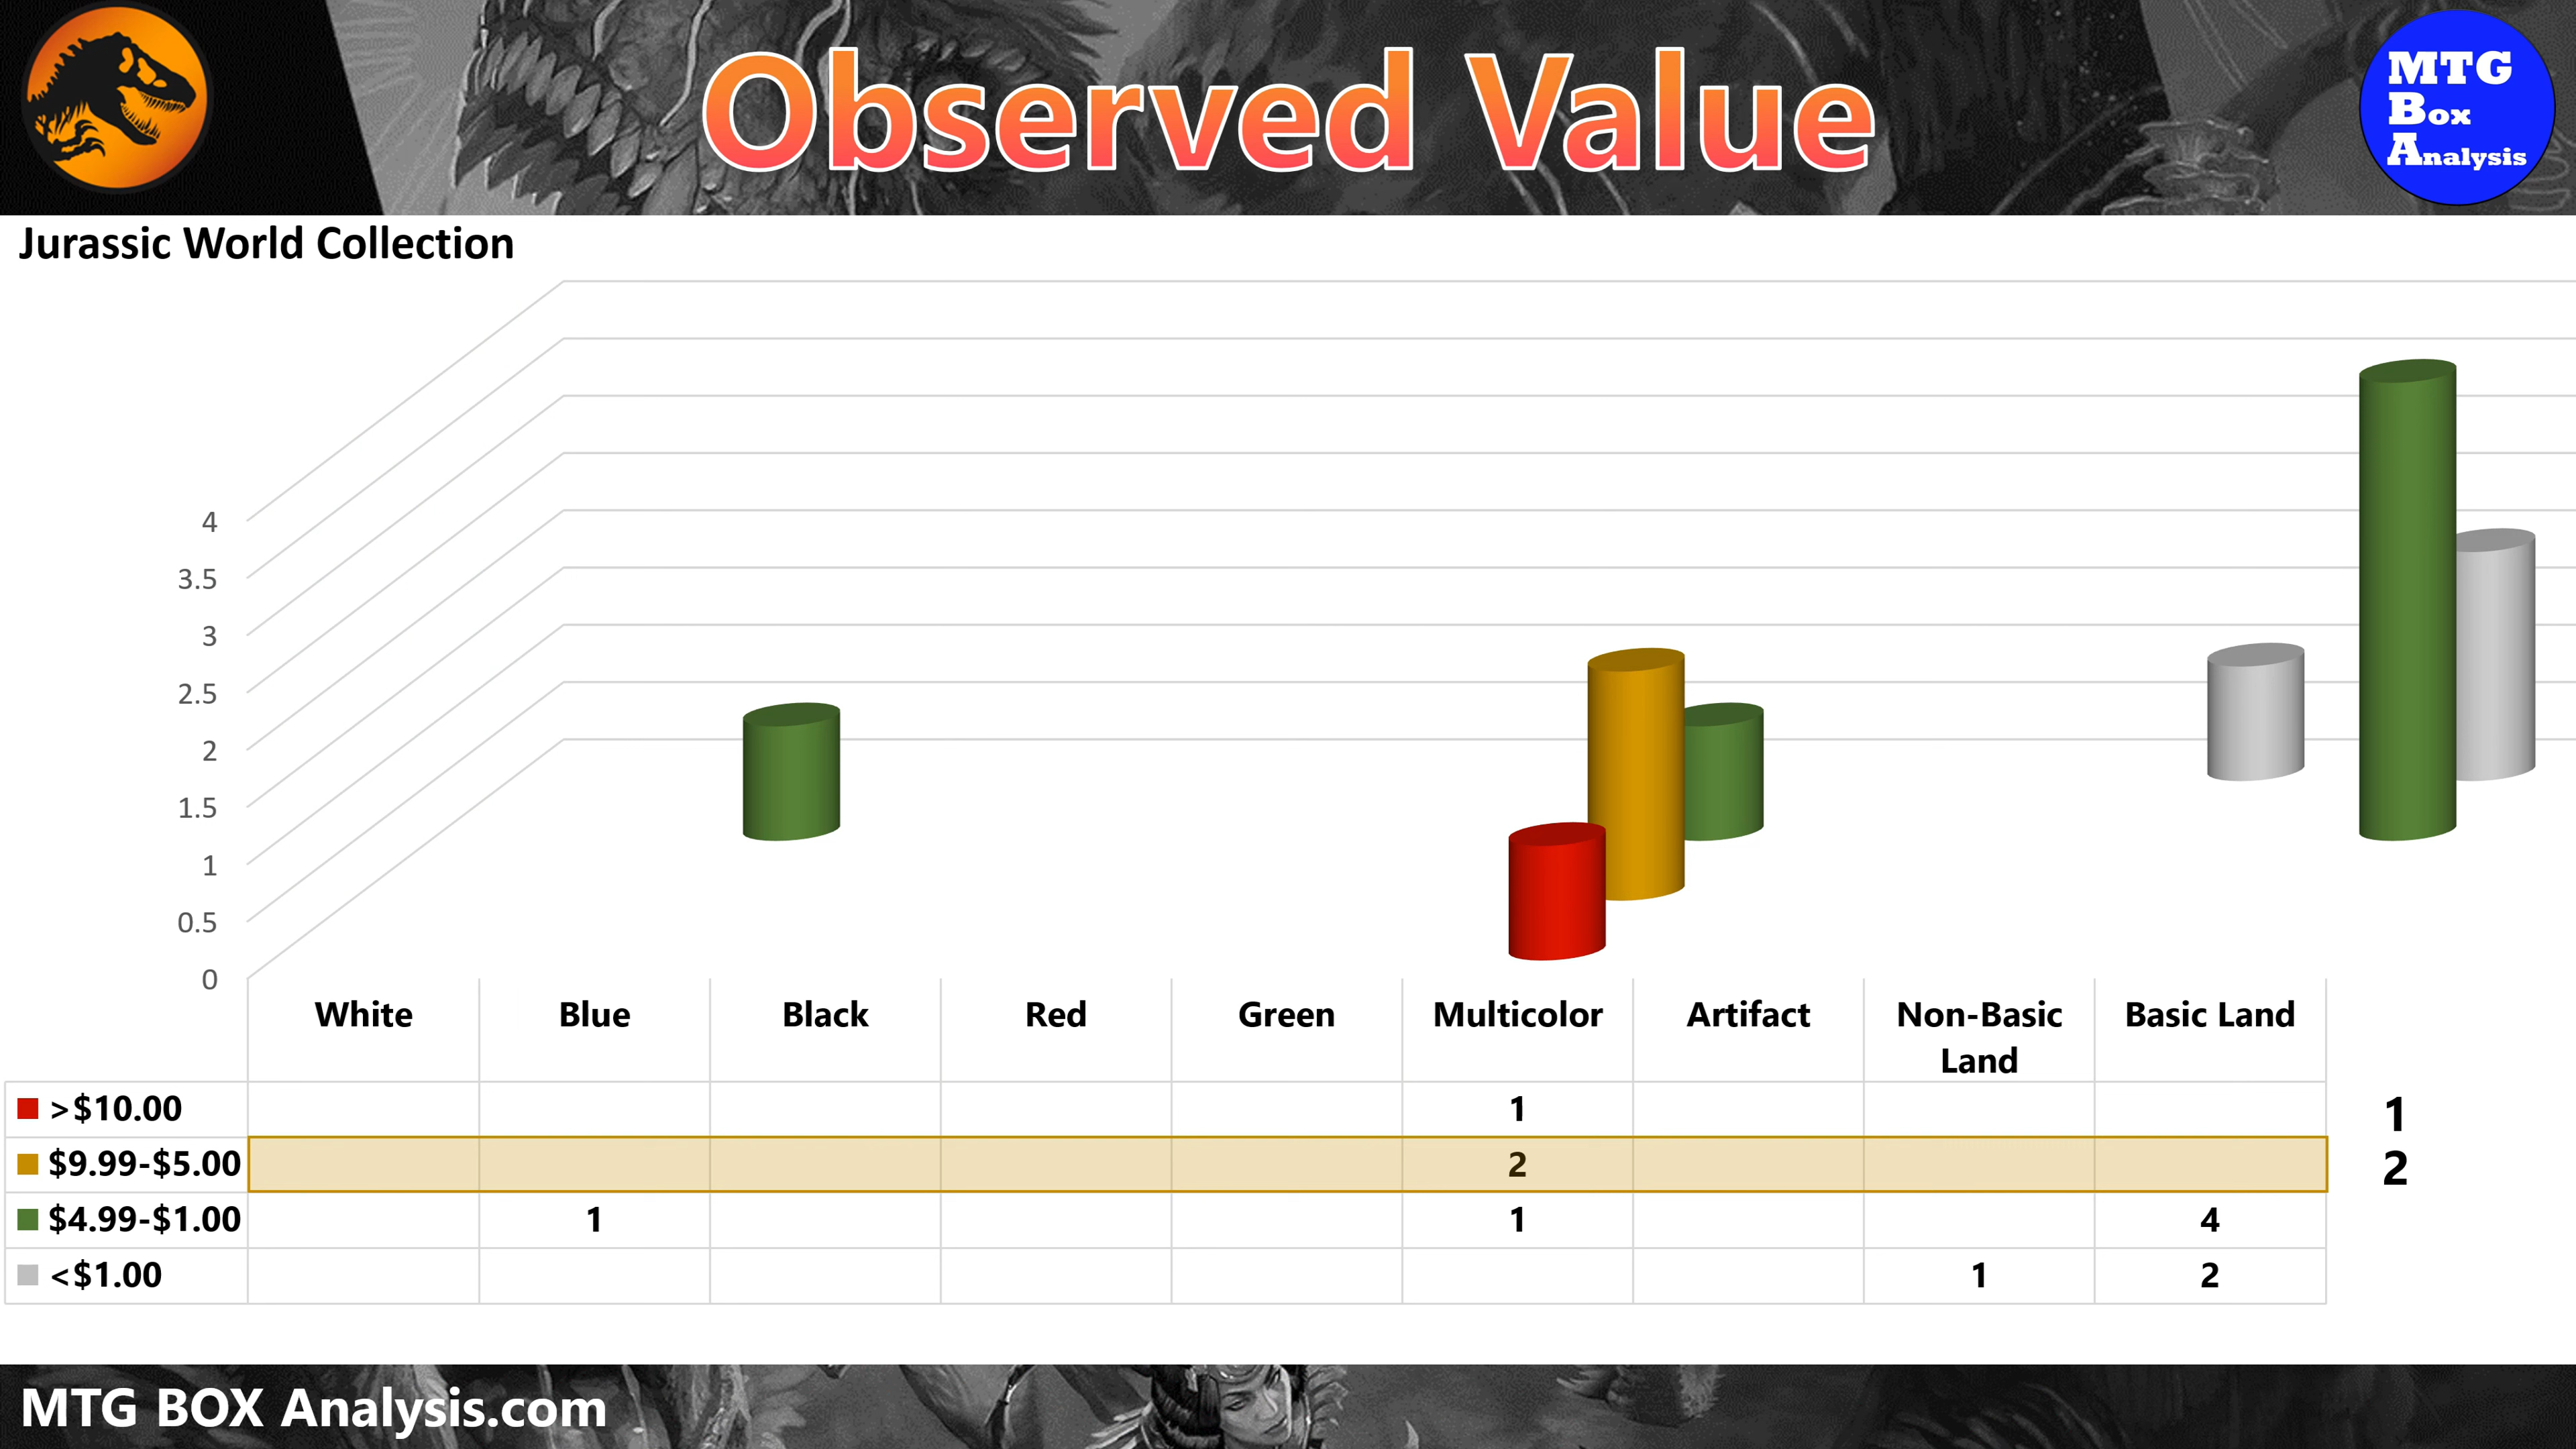 Observed Value
MTG
Box
Analysis
Jurassic World Collection
4
3.5
3
2.5
2
1.5
1
0.5
0
White Blue Black Red Green Multicolor Artifact Non-Basic Land Basic Land
>$10.00 1 1
$9.99-$5.00 2 2
$4.99-$1.00 1 1 4
<$1.00 1 2
MTG BOX Analysis.com